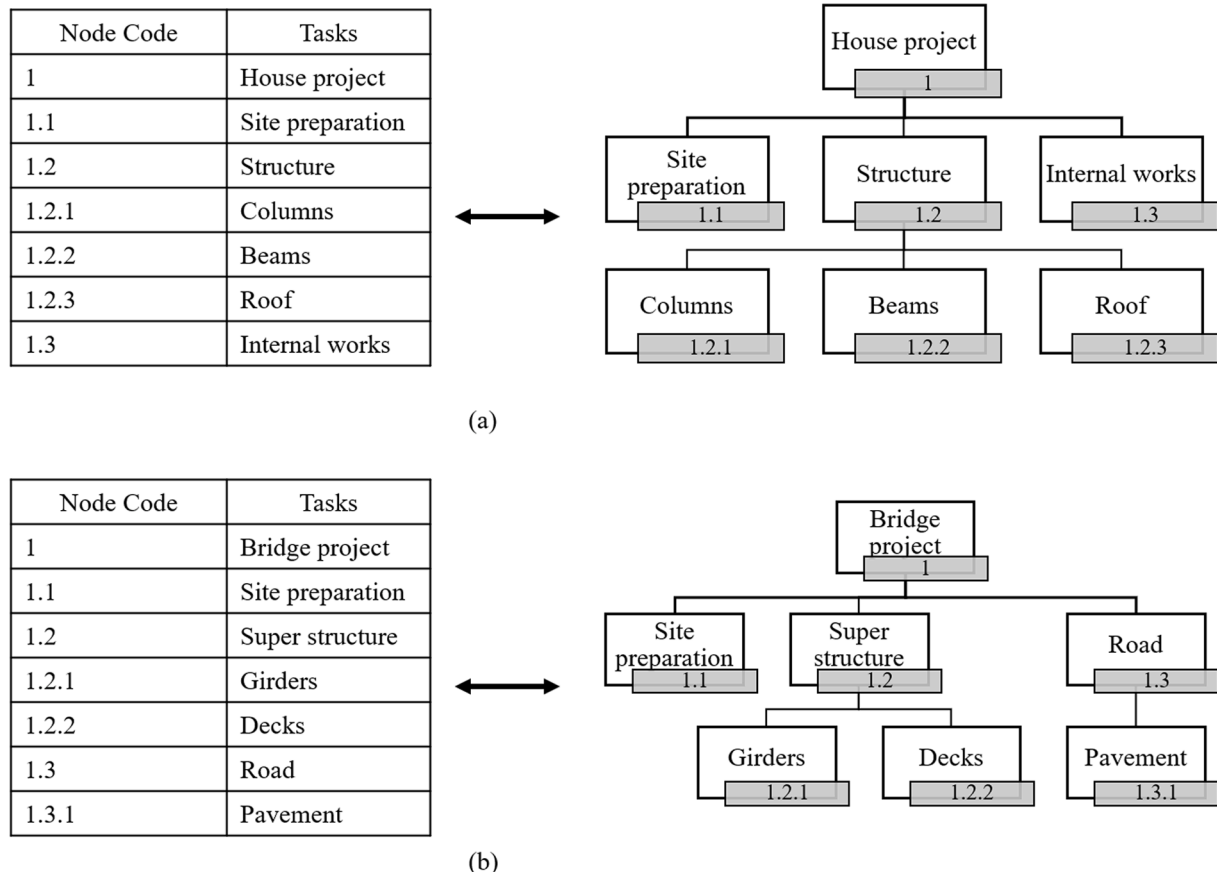 Node Code Tasks
1 House project
1.1 Site preparation
1.2 Structure
1.2.1 Columns
1.2.2 Beams
1.2.3 Roof
1.3 Internal works
House project
1
Site
preparation
1.1
Structure
1.2
Internal works
1.3
Columns
1.2.1
Beams
1.2.2
Roof
1.2.3
(a)
Node Code Tasks
1 Bridge project
1.1 Site preparation
1.2 Super structure
1.2.1 Girders
1.2.2 Decks
1.3 Road
1.3.1 Pavement
Bridge
project
1
Site
preparation
1.1
Super
structure
1.2
Road
1.3
Girders
1.2.1
Decks
1.2.2
Pavement
1.3.1
(b)